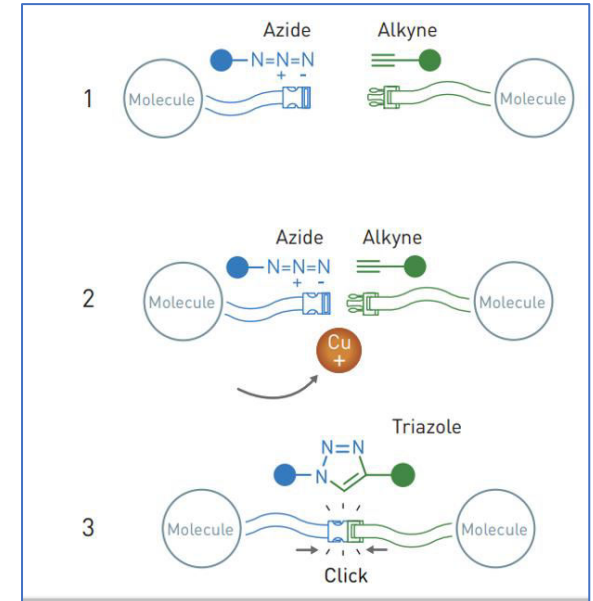 Azide Alkyne
N=N=N
+ -
1 Molecule Molecule
Azide Alkyne
N=N=N
+ -
2 Molecule Molecule
Cu
+
Triazole
N=N
N
3 Molecule Molecule
Click